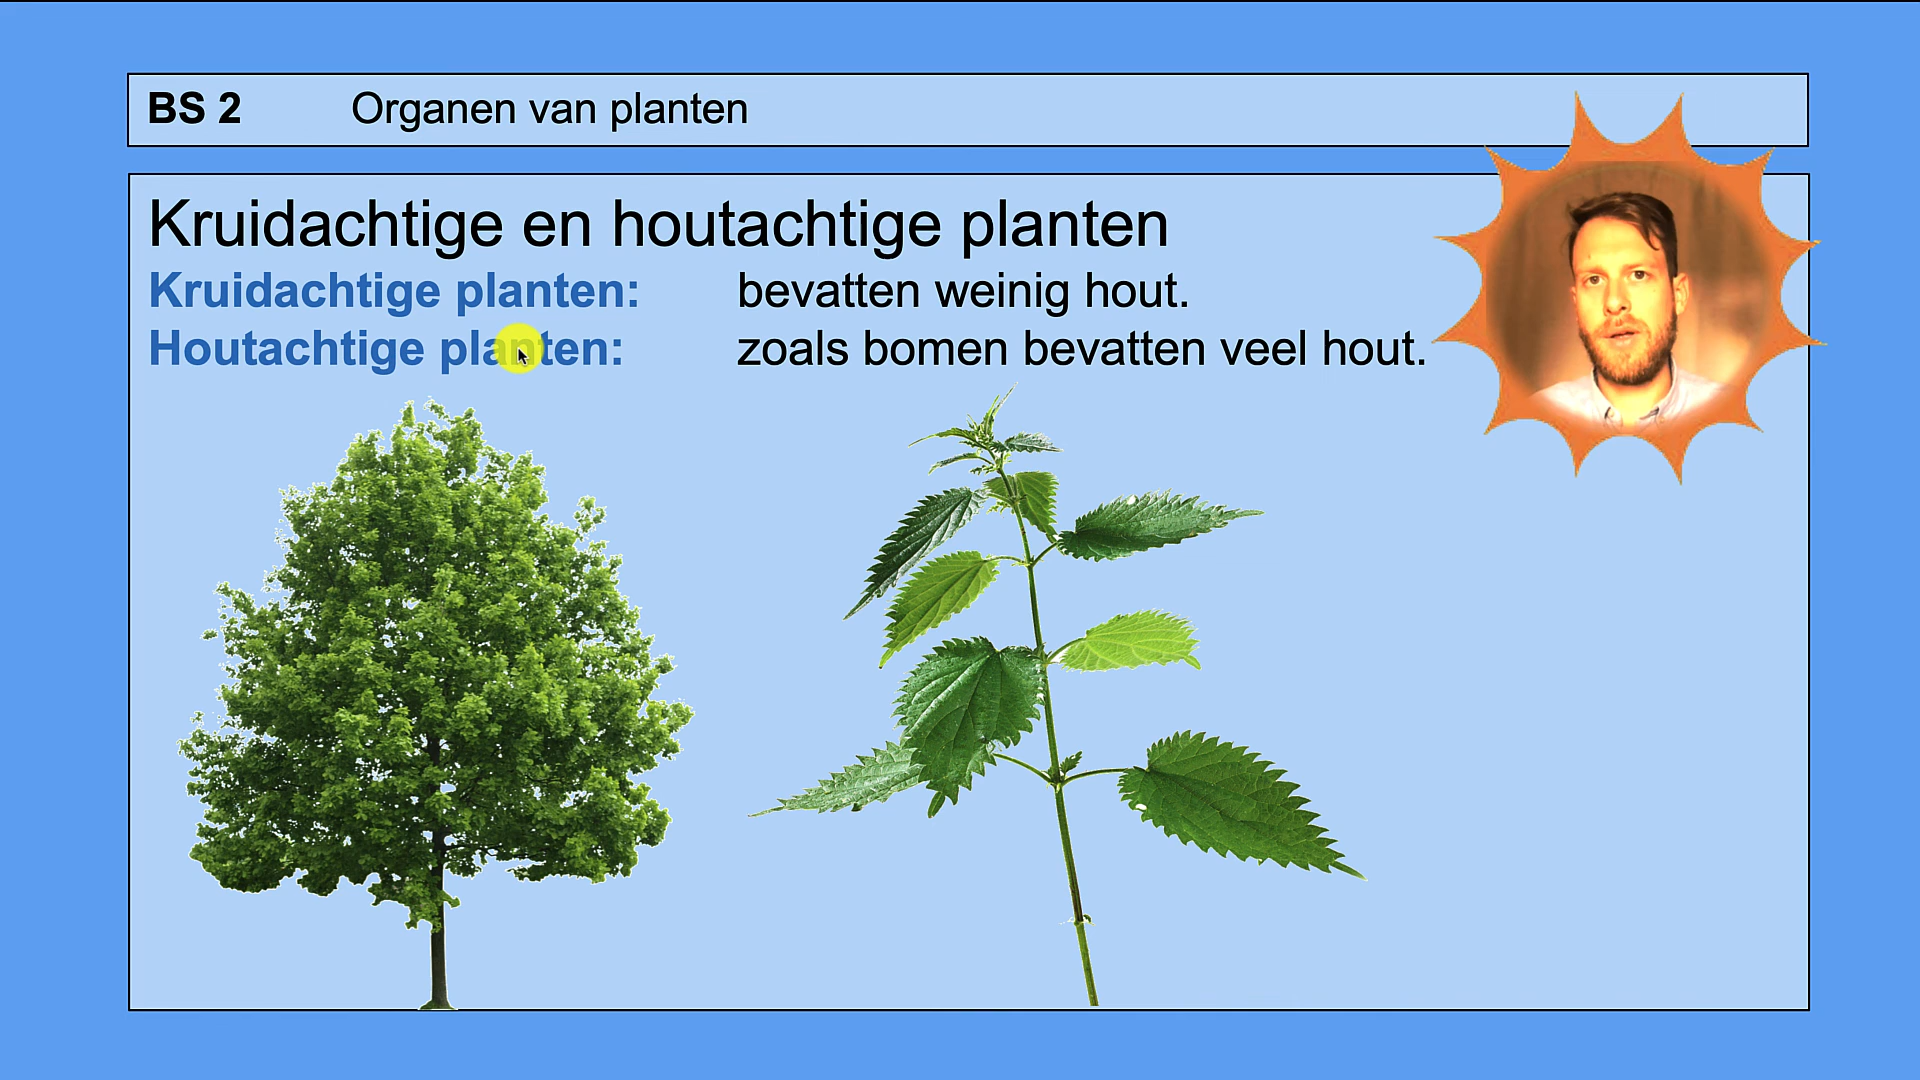 BS 2 Organen van planten
Kruidachtige en houtachtige planten
Kruidachtige planten: bevatten weinig hout.
Houtachtige planten: zoals bomen bevatten veel hout.